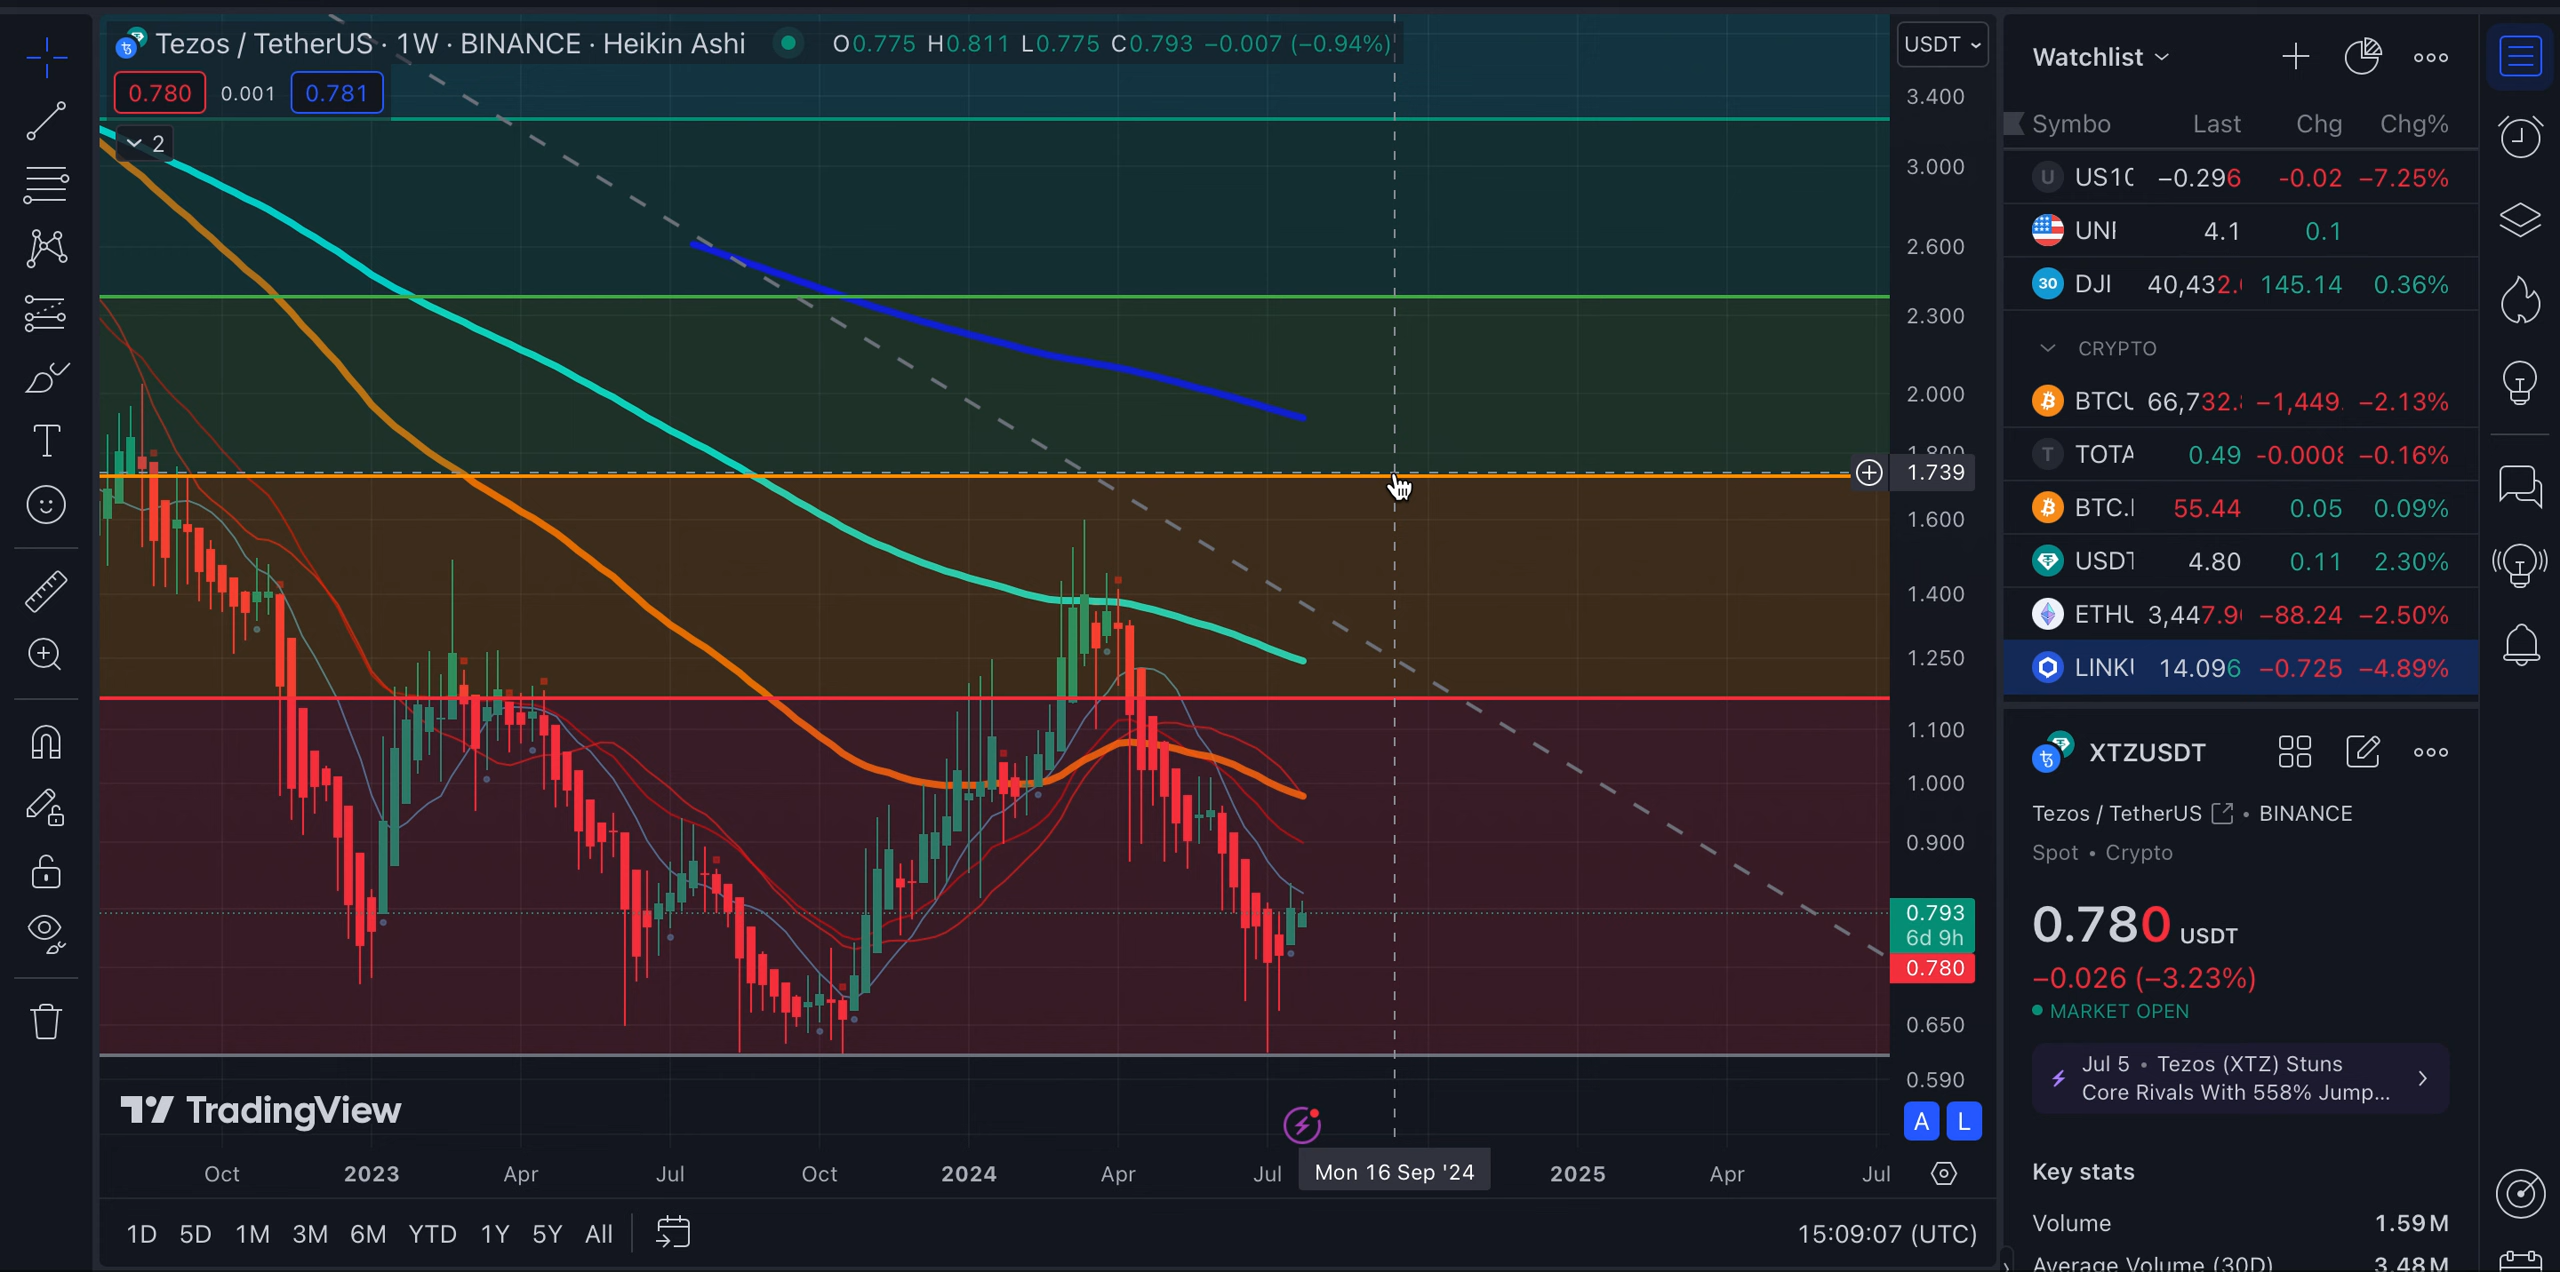 Tezos / TetherUS · 1W · BINANCE · Heikin Ashi
O0.775 H0.811 L0.775 C0.793 −0.007 (−0.94%)
USDT
0.780 0.001 0.781
2
3.400
3.000
2.600
2.300
2.000
1.800
1.739
1.600
1.400
1.250
1.100
1.000
0.900
0.793
6d 9h
0.780
0.650
0.590
A L
TradingView
Oct 2023 Apr Jul Oct 2024 Apr Jul Mon 16 Sep '24 2025 Apr Jul
1D 5D 1M 3M 6M YTD 1Y 5Y All
15:09:07 (UTC)
Watchlist
Symbo Last Chg Chg%
U US1 −0.296 -0.02 −7.25%
UN 4.1 0.1
30 DJI 40,432. 145.14 0.36%
CRYPTO
BTC 66,732. −1,449. −2.13%
T TOTA 0.49 -0.0008 −0.16%
BTC. 55.44 0.05 0.09%
USDT 4.80 0.11 2.30%
ETH 3,447.9 −88.24 −2.50%
LINK 14.096 −0.725 −4.89%
XTZUSDT
Tezos / TetherUS • BINANCE
Spot • Crypto
0.780 USDT
−0.026 (−3.23%)
MARKET OPEN
Jul 5 • Tezos (XTZ) Stuns
Core Rivals With 558% Jump...
Key stats
Volume 1.59M
Average Volume (30D) 3.48M